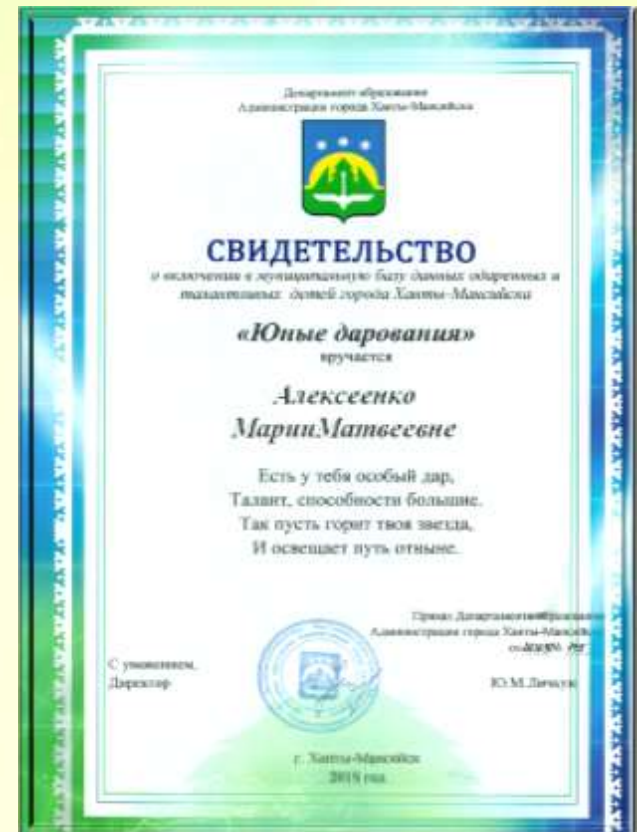 Департамент образования
Администрации города Ханты-Мансийска
СВИДЕТЕЛЬСТВО
о включении в муниципальную базу данных одаренных и
талантливых детей города Ханты-Мансийска
«Юные дарования»
вручается
Алексеенко
МарииМатвеевне
Есть у тебя особый дар,
Талант, способности большие.
Так пусть горит твоя звезда,
И освещает путь отныне.
Приказ Департамента образования
Администрации города Ханты-Мансийска
С уважением,
Директор
Ю.М.Личкун
г. Ханты-Мансийск